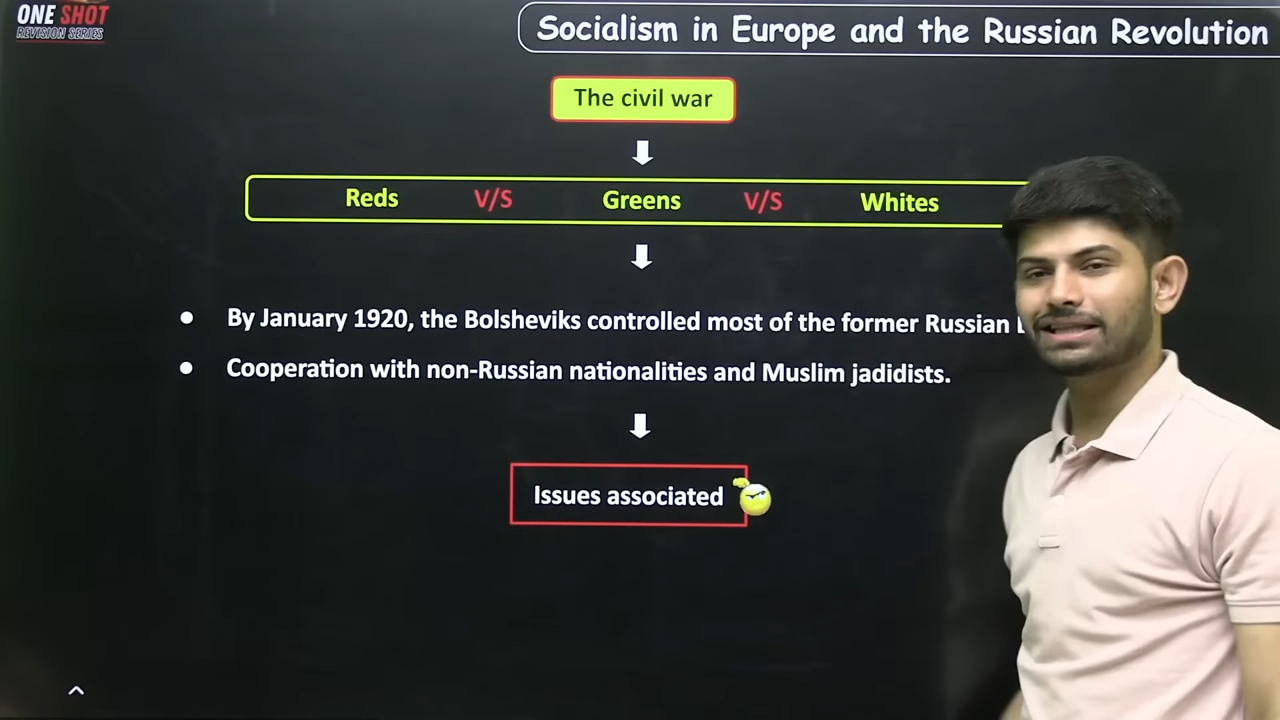 ONE SHOT
REVISION SERIES
Socialism in Europe and the Russian Revolution
The civil war
Reds V/S Greens V/S Whites
By January 1920, the Bolsheviks controlled most of the former Russian
Cooperation with non-Russian nationalities and Muslim jadidists.
Issues associated